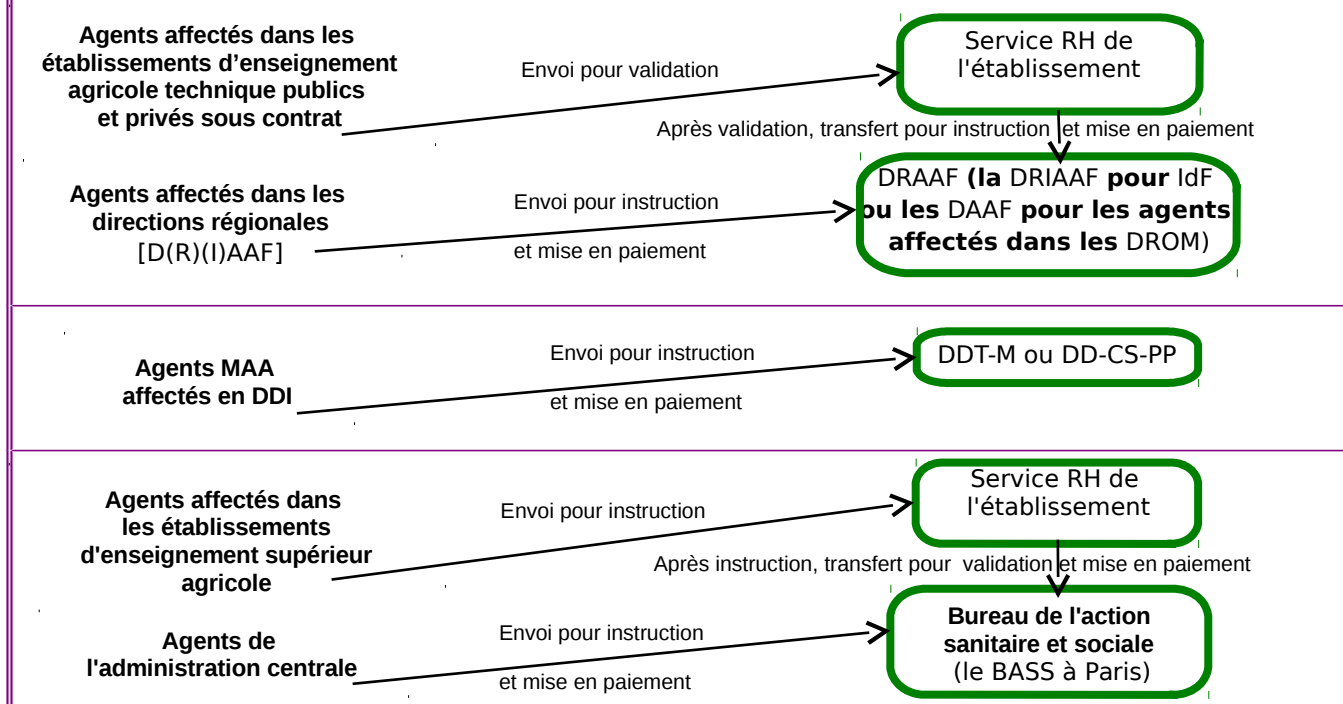 Agents affectés dans les
établissements d’enseignement
agricole technique publics
et privés sous contrat
Envoi pour validation
Service RH de
l'établissement
Après validation, transfert pour instruction et mise en paiement
Agents affectés dans les
directions régionales
[D(R)(I)AAF]
Envoi pour instruction
et mise en paiement
DRAAF (la DRIAAF pour IdF
ou les DAAF pour les agents
affectés dans les DROM)
Agents MAA
affectés en DDI
Envoi pour instruction
et mise en paiement
DDT-M ou DD-CS-PP
Agents affectés dans
les établissements
d'enseignement supérieur
agricole
Envoi pour instruction
Service RH de
l'établissement
Après instruction, transfert pour validation et mise en paiement
Agents de
l'administration centrale
Envoi pour instruction
et mise en paiement
Bureau de l'action
sanitaire et sociale
(le BASS à Paris)